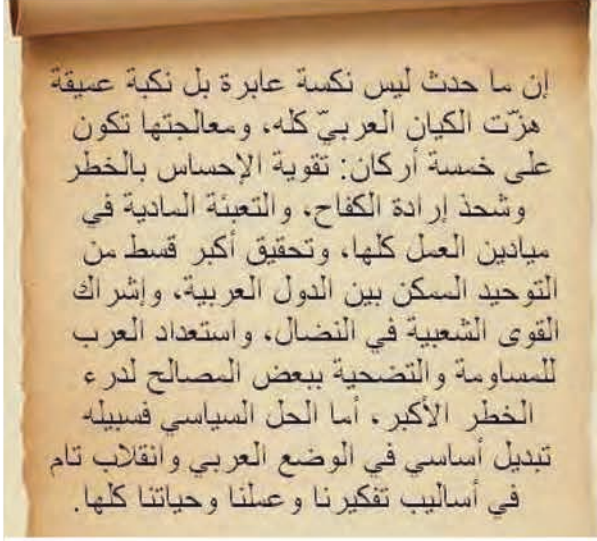 إن ما حدث ليس نكسة عابرة بل نكبة عميقة
هزّت الكيان العربيّ كله، ومعالجتها تكون
على خمسة أركان: تقوية الإحساس بالخطر
وشحذ إرادة الكفاح، والتعبئة المادية في
ميادين العمل كلها، وتحقيق أكبر قسط من
التوحيد الممكن بين الدول العربية، وإشراك
القوى الشعبية في النضال، واستعداد العرب
للمساومة والتضحية ببعض المصالح لدرء
الخطر الأكبر، أما الحل السياسي فسبيله
تبديل أساسي في الوضع العربي وانقلاب تام
في أساليب تفكيرنا وعملنا وحياتنا كلها.